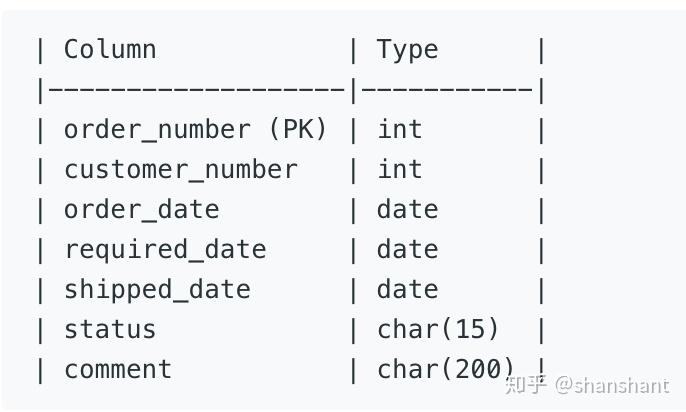 | Column            | Type      |
|-------------------|-----------|
| order_number (PK) | int       |
| customer_number   | int       |
| order_date        | date      |
| required_date     | date      |
| shipped_date      | date      |
| status            | char(15)  |
| comment           | char(200) |
知乎 @shanshant